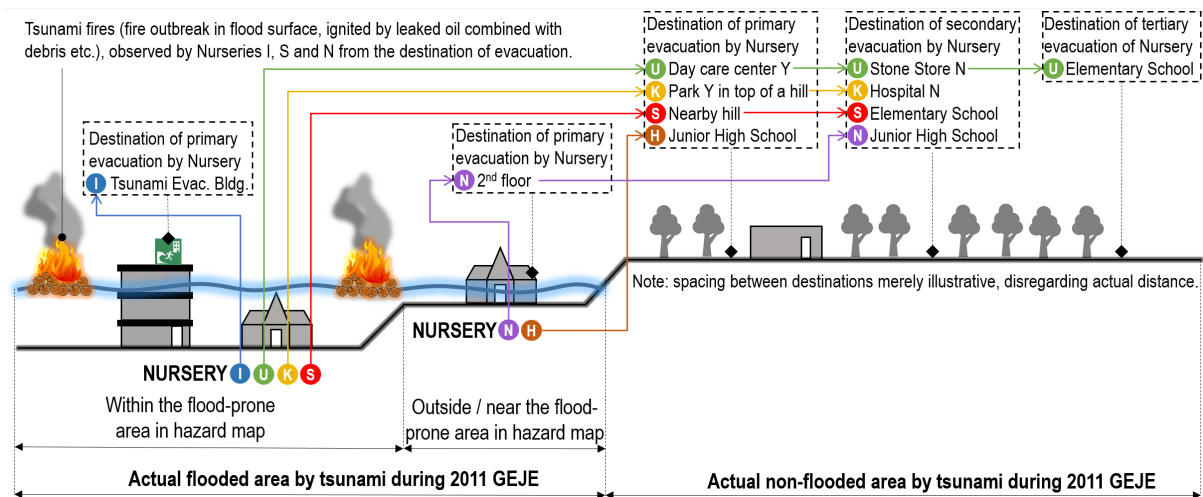 Tsunami fires (fire outbreak in flood surface, ignited by leaked oil combined with
debris etc.), observed by Nurseries I, S and N from the destination of evacuation.
Destination of primary
evacuation by Nursery
I Tsunami Evac. Bldg.
Destination of primary
evacuation by Nursery
N 2nd floor
Destination of primary
evacuation by Nursery
U Day care center Y
K Park Y in top of a hill
S Nearby hill
H Junior High School
Destination of secondary
evacuation by Nursery
U Stone Store N
K Hospital N
S Elementary School
N Junior High School
Destination of tertiary
evacuation of Nursery
U Elementary School
Note: spacing between destinations merely illustrative, disregarding actual distance.
NURSERY N H
NURSERY I U K S
Within the flood-prone
area in hazard map
Outside / near the flood-
prone area in hazard map
Actual flooded area by tsunami during 2011 GEJE
Actual non-flooded area by tsunami during 2011 GEJE